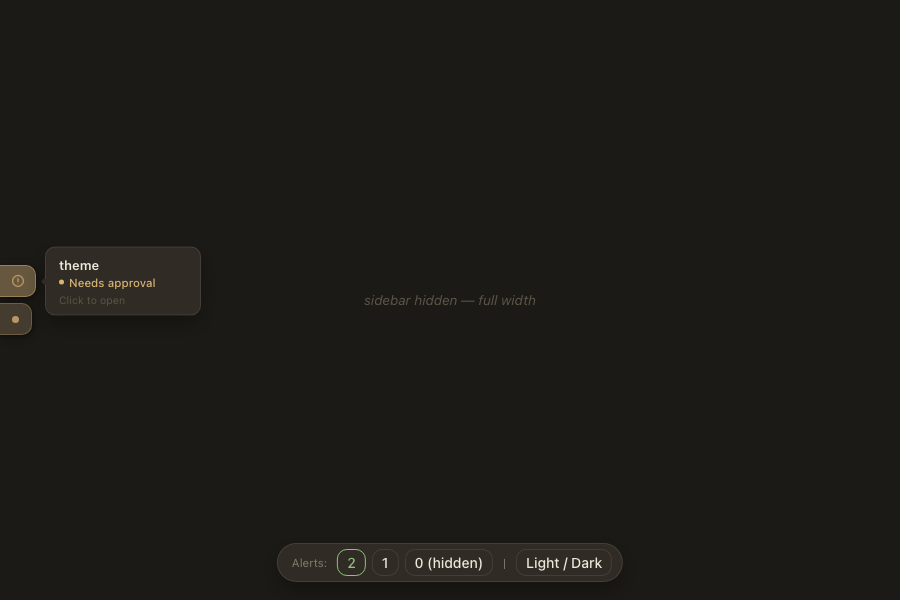 theme
Needs approval
Click to open
sidebar hidden — full width
Alerts: 2 1 0 (hidden) | Light / Dark